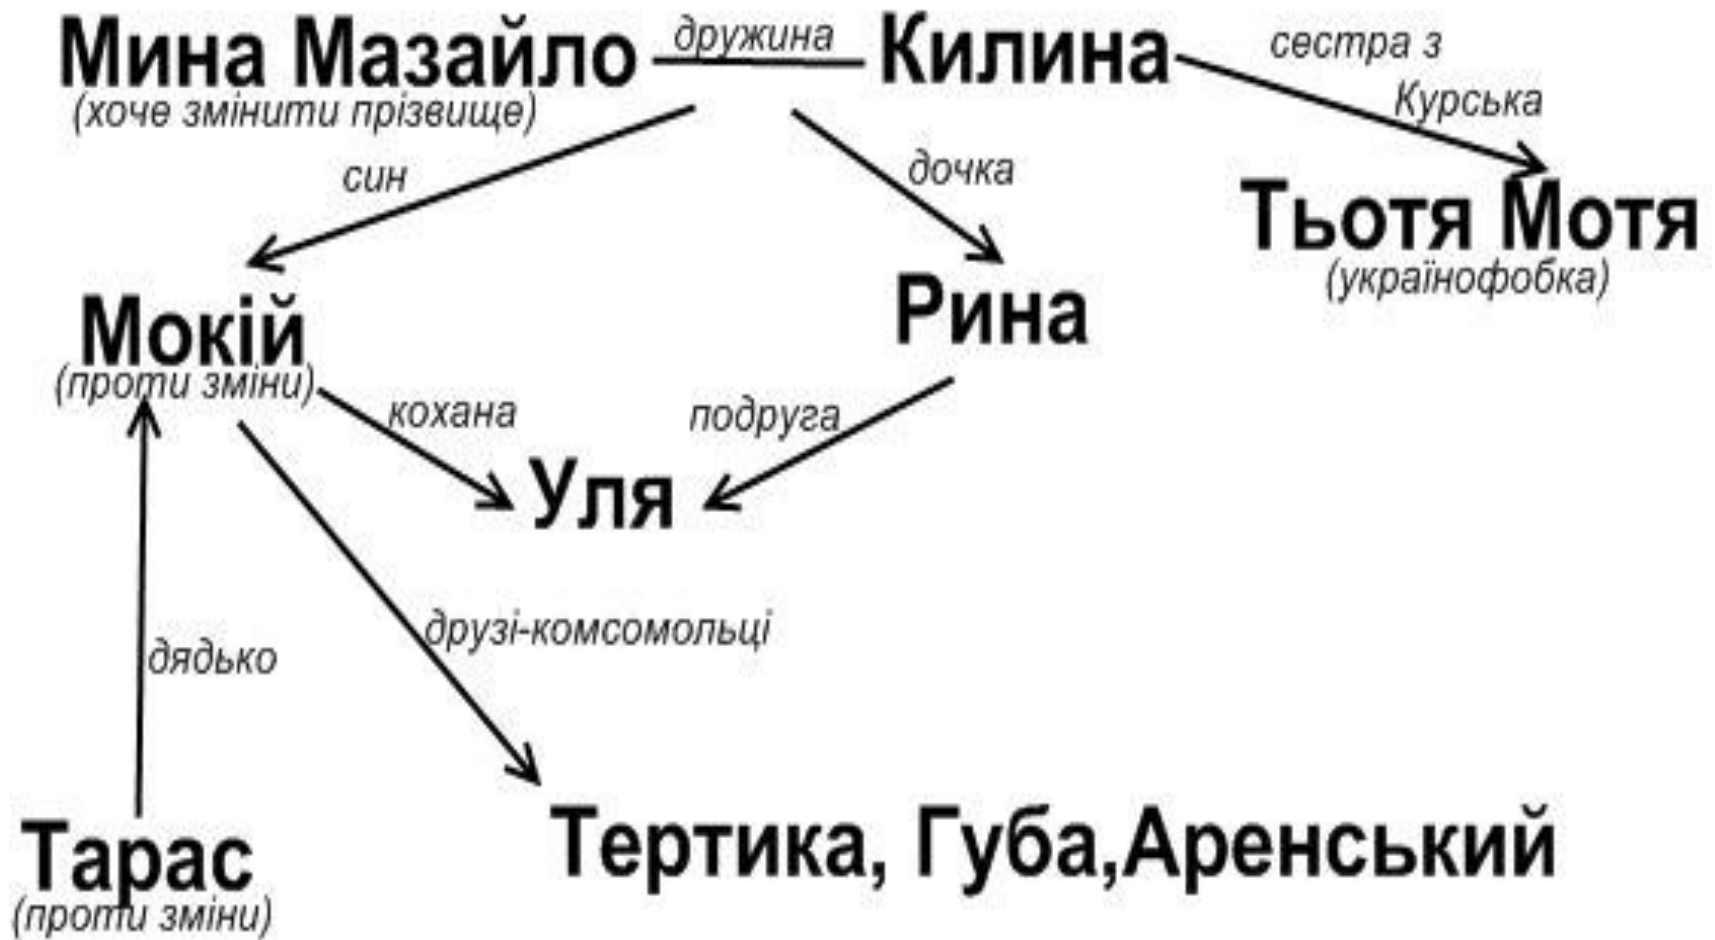 Мина Мазайло
дружина
Килина
сестра з
Курська
(хоче змінити прізвище)
син
дочка
Тьотя Мотя
(українофобка)
Мокій
(проти зміни)
Рина
кохана
подруга
Уля
друзі-комсомольці
дядько
Тарас
(проти зміни)
Тертика, Губа,Аренський